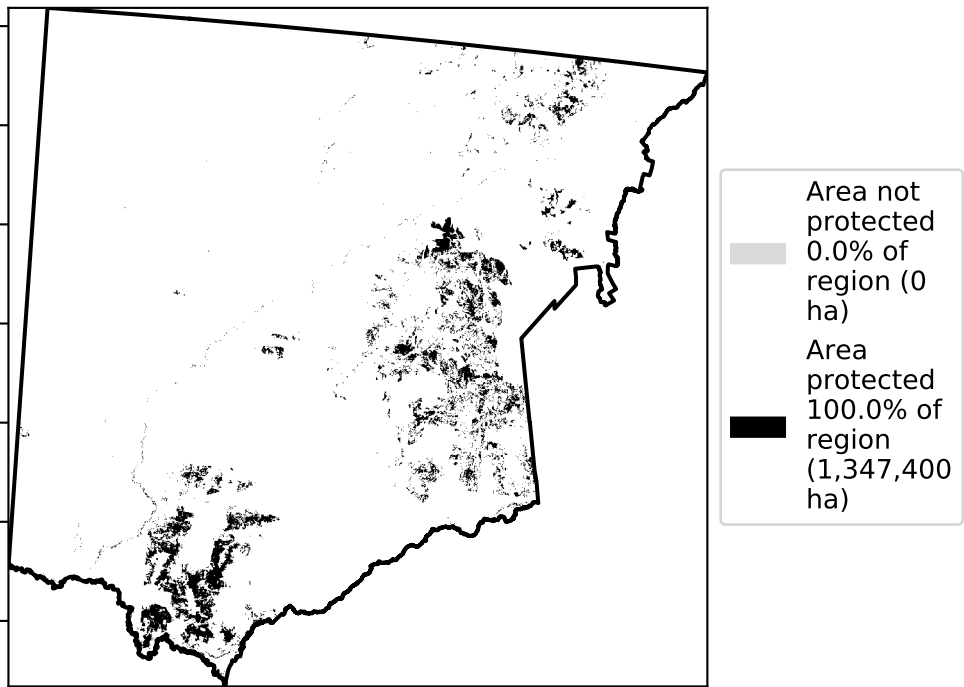 Area not
protected
0.0% of
region (0
ha)
Area
protected
100.0% of
region
(1,347,400
ha)